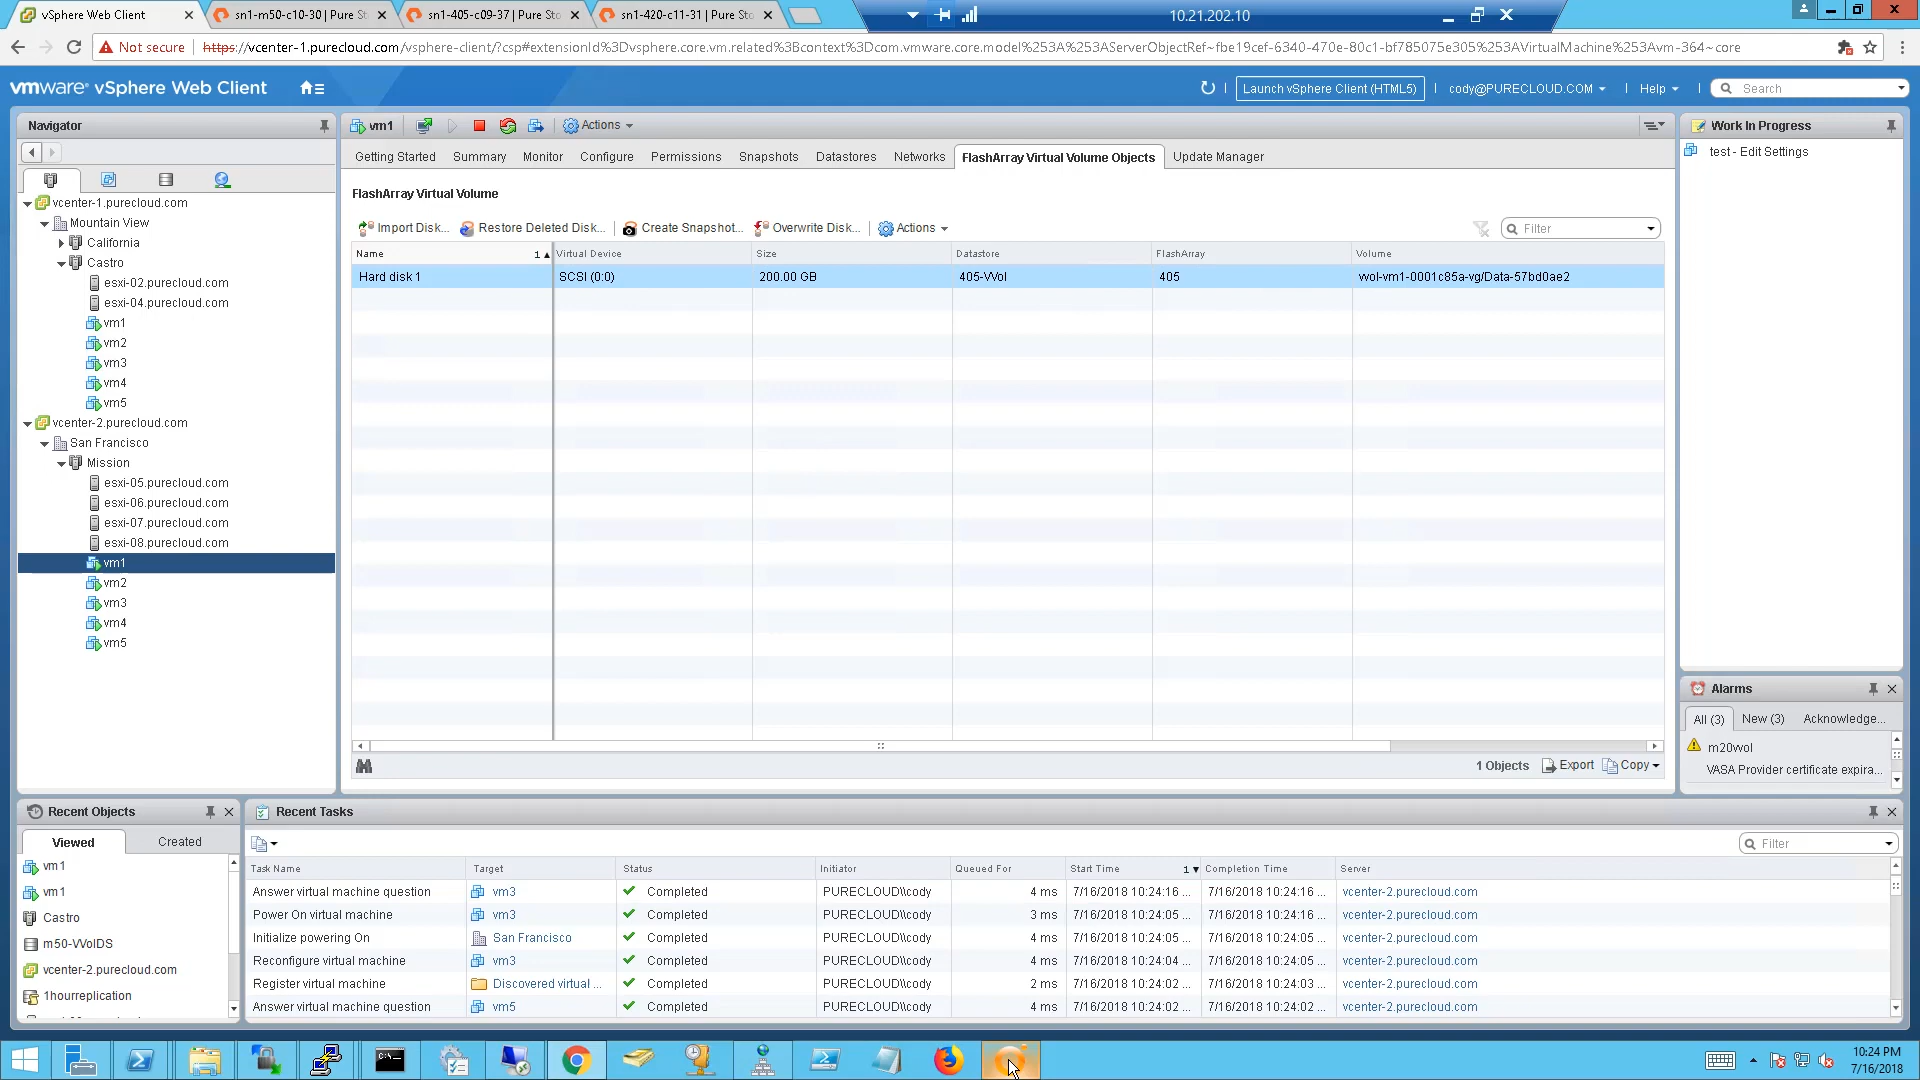 vSphere Web Client
sn1-m50-c10-30 | Pure St
sn1-405-c09-37 | Pure Sto
sn1-420-c11-31 | Pure Sto
10.21.202.10
Not secure
https://vcenter-1.purecloud.com/vsphere-client/?csp#extensionId%3Dvsphere.core.vm.related%3Bcontext%3Dcom.vmware.core.model%253A%253AServerObjectRef~fbe19cef-6340-470e-80c1-bf785075e305%253AVirtualMachine%253Avm-364~core
vmware® vSphere Web Client
Launch vSphere Client (HTML5)
cody@PURECLOUD.COM
Help
Search
Navigator
vm1
Actions
Getting Started
Summary
Monitor
Configure
Permissions
Snapshots
Datastores
Networks
FlashArray Virtual Volume Objects
Update Manager
vcenter-1.purecloud.com
Mountain View
California
Castro
esxi-02.purecloud.com
esxi-04.purecloud.com
vm1
vm2
vm3
vm4
vm5
vcenter-2.purecloud.com
San Francisco
Mission
esxi-05.purecloud.com
esxi-06.purecloud.com
esxi-07.purecloud.com
esxi-08.purecloud.com
vm1
vm2
vm3
vm4
vm5
FlashArray Virtual Volume
Import Disk...
Restore Deleted Disk...
Create Snapshot...
Overwrite Disk...
Actions
Filter
Name 1 Virtual Device Size Datastore FlashArray Volume
Hard disk 1 SCSI (0:0) 200.00 GB 405-VVol 405 vvol-vm1-0001c85a-vg/Data-57bd0ae2
1 Objects
Export
Copy
Work In Progress
test - Edit Settings
Alarms
All (3)
New (3)
Acknowledge...
m20vvol
VASA Provider certificate expira...
Recent Objects
Viewed
Created
vm1
vm1
Castro
m50-VVolDS
vcenter-2.purecloud.com
1hourreplication
Recent Tasks
Filter
Task Name Target Status Initiator Queued For Start Time 1 Completion Time Server
Answer virtual machine question vm3 Completed PURECLOUD\\cody 4 ms 7/16/2018 10:24:16 ... 7/16/2018 10:24:16 ... vcenter-2.purecloud.com
Power On virtual machine vm3 Completed PURECLOUD\\cody 3 ms 7/16/2018 10:24:05 ... 7/16/2018 10:24:16 ... vcenter-2.purecloud.com
Initialize powering On San Francisco Completed PURECLOUD\\cody 4 ms 7/16/2018 10:24:05 ... 7/16/2018 10:24:05 ... vcenter-2.purecloud.com
Reconfigure virtual machine vm3 Completed PURECLOUD\\cody 4 ms 7/16/2018 10:24:04 ... 7/16/2018 10:24:05 ... vcenter-2.purecloud.com
Register virtual machine Discovered virtual ... Completed PURECLOUD\\cody 2 ms 7/16/2018 10:24:02 ... 7/16/2018 10:24:03 ... vcenter-2.purecloud.com
Answer virtual machine question vm5 Completed PURECLOUD\\cody 4 ms 7/16/2018 10:24:02 ... 7/16/2018 10:24:02 ... vcenter-2.purecloud.com
10:24 PM
7/16/2018